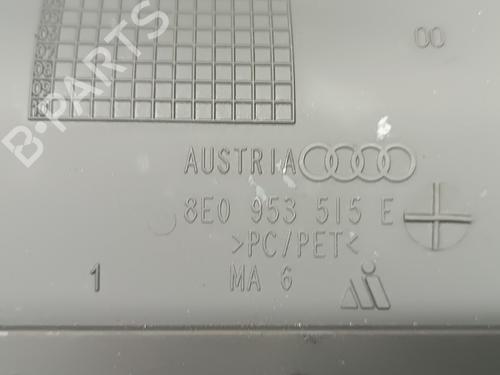 B·PARTS
00
AUSTRIA
8E0 953 515 E
>PC/PET<
1 MA 6